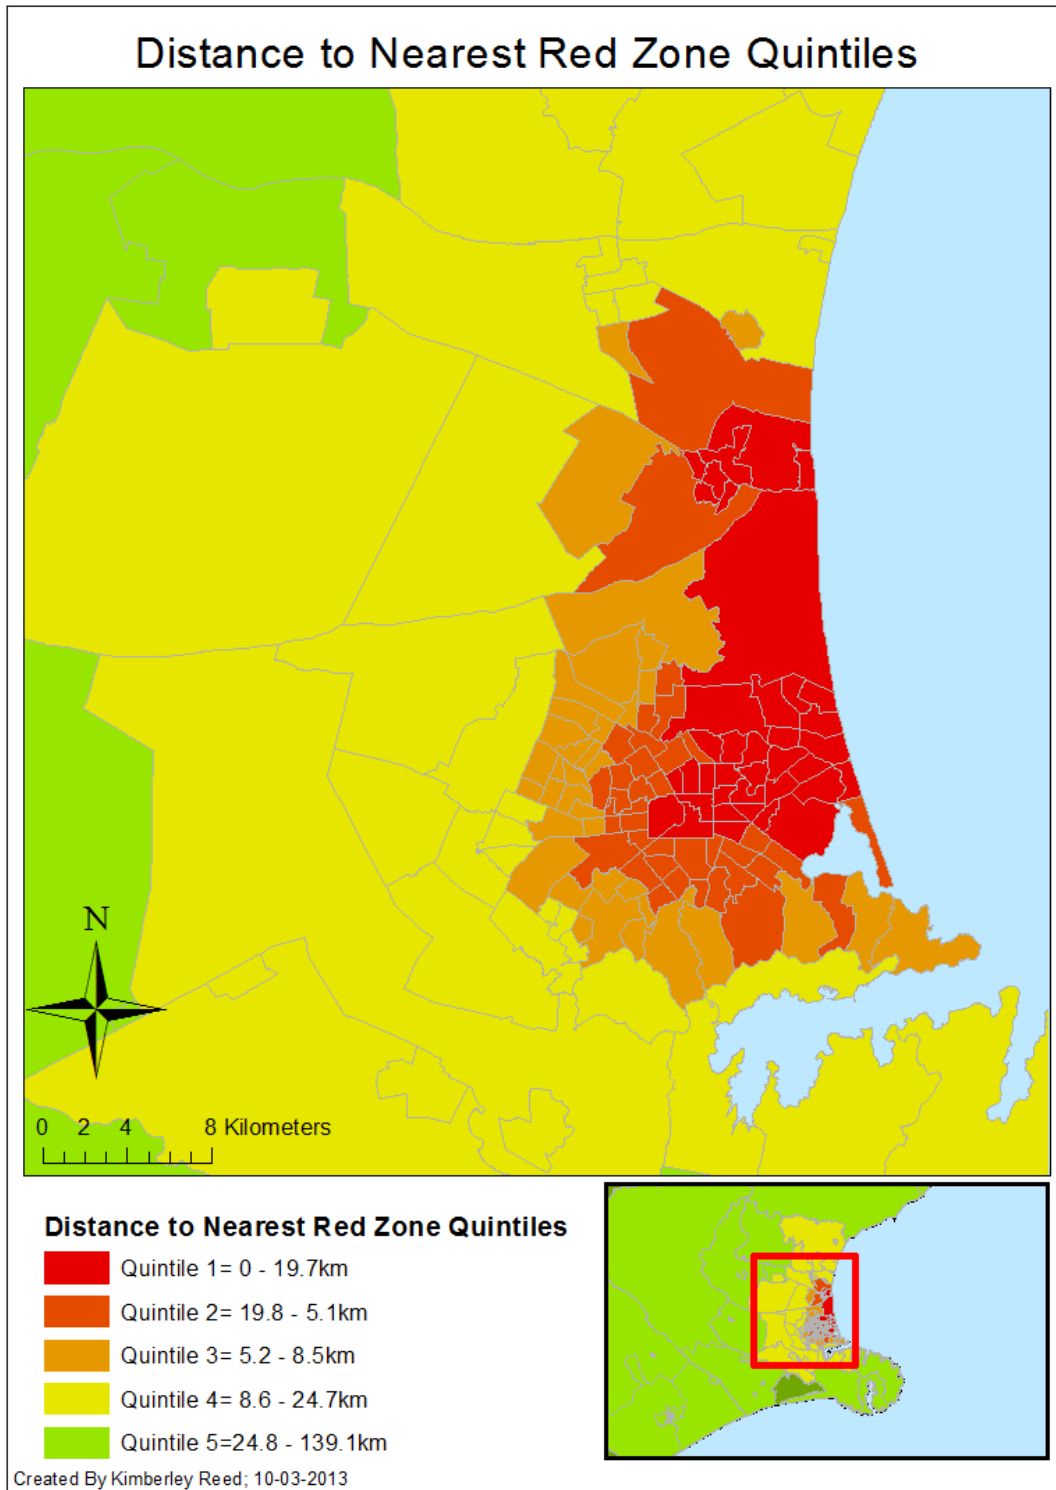 Distance to Nearest Red Zone Quintiles
N
0 2 4 8 Kilometers
Distance to Nearest Red Zone Quintiles
Quintile 1= 0 - 19.7km
Quintile 2= 19.8 - 5.1km
Quintile 3= 5.2 - 8.5km
Quintile 4= 8.6 - 24.7km
Quintile 5=24.8 - 139.1km
Created By Kimberley Reed; 10-03-2013